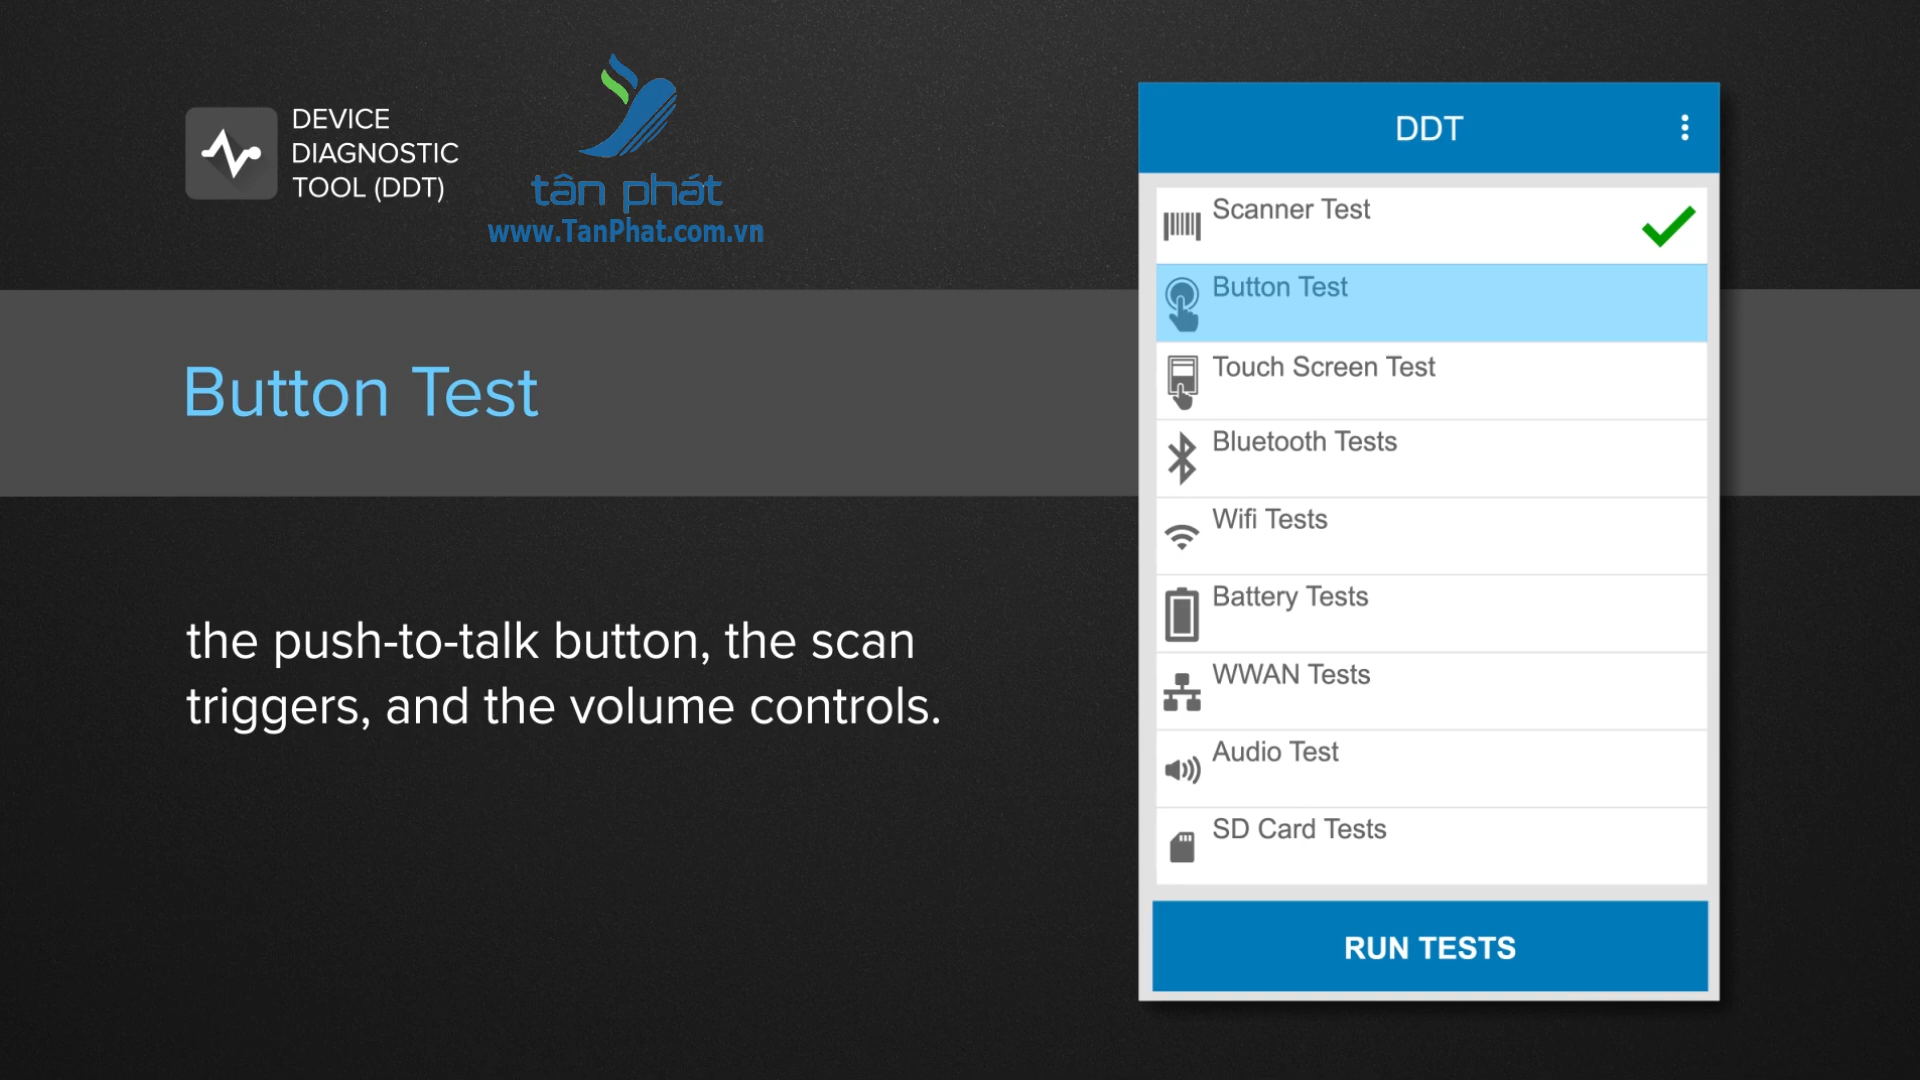 DEVICE
DIAGNOSTIC
TOOL (DDT)
tân phát
www.TanPhat.com.vn
Button Test
the push-to-talk button, the scan
triggers, and the volume controls.
DDT
Scanner Test
Button Test
Touch Screen Test
Bluetooth Tests
Wifi Tests
Battery Tests
WWAN Tests
Audio Test
SD Card Tests
RUN TESTS